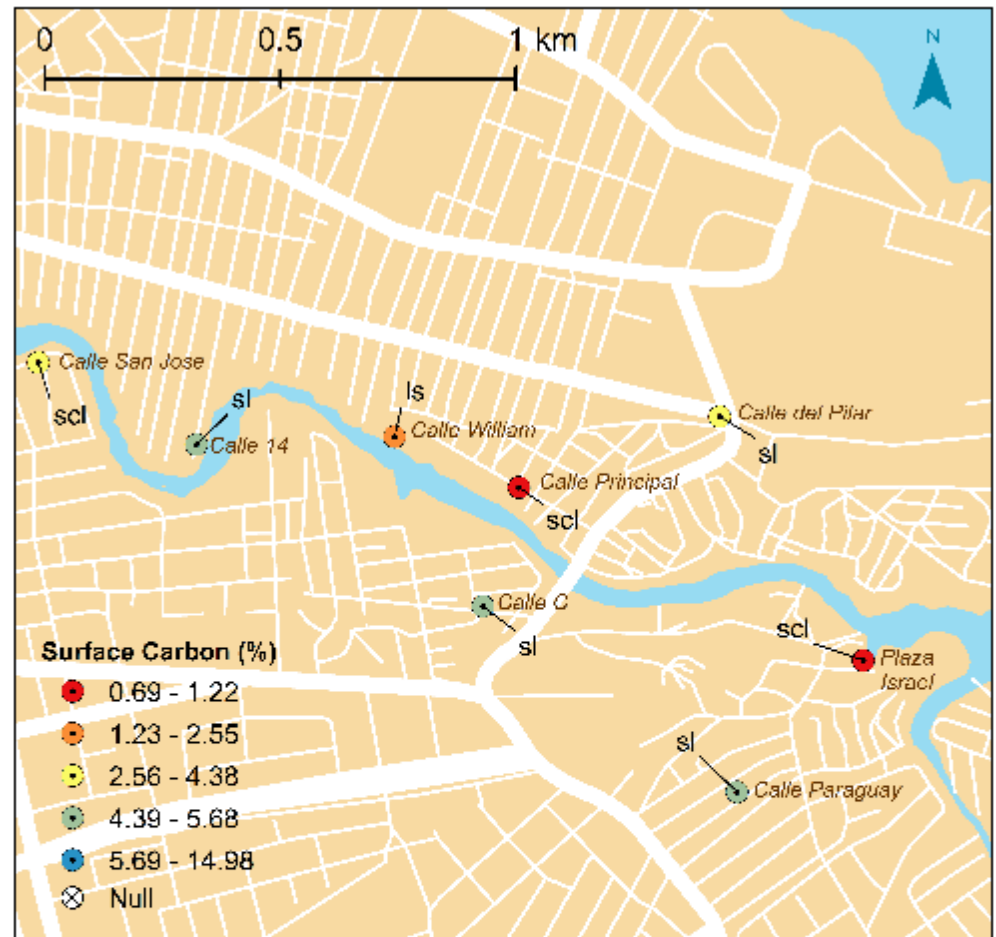 0 0.5 1 km
N
Calle San Jose
scl
sl
Calle 14
ls
Calle William
Calle del Pilar
sl
Calle Principal
scl
Calle C
sl
scl
Plaza
Israel
sl
Calle Paraguay
Surface Carbon (%)
0.69 - 1.22
1.23 - 2.55
2.56 - 4.38
4.39 - 5.68
5.69 - 14.98
Null